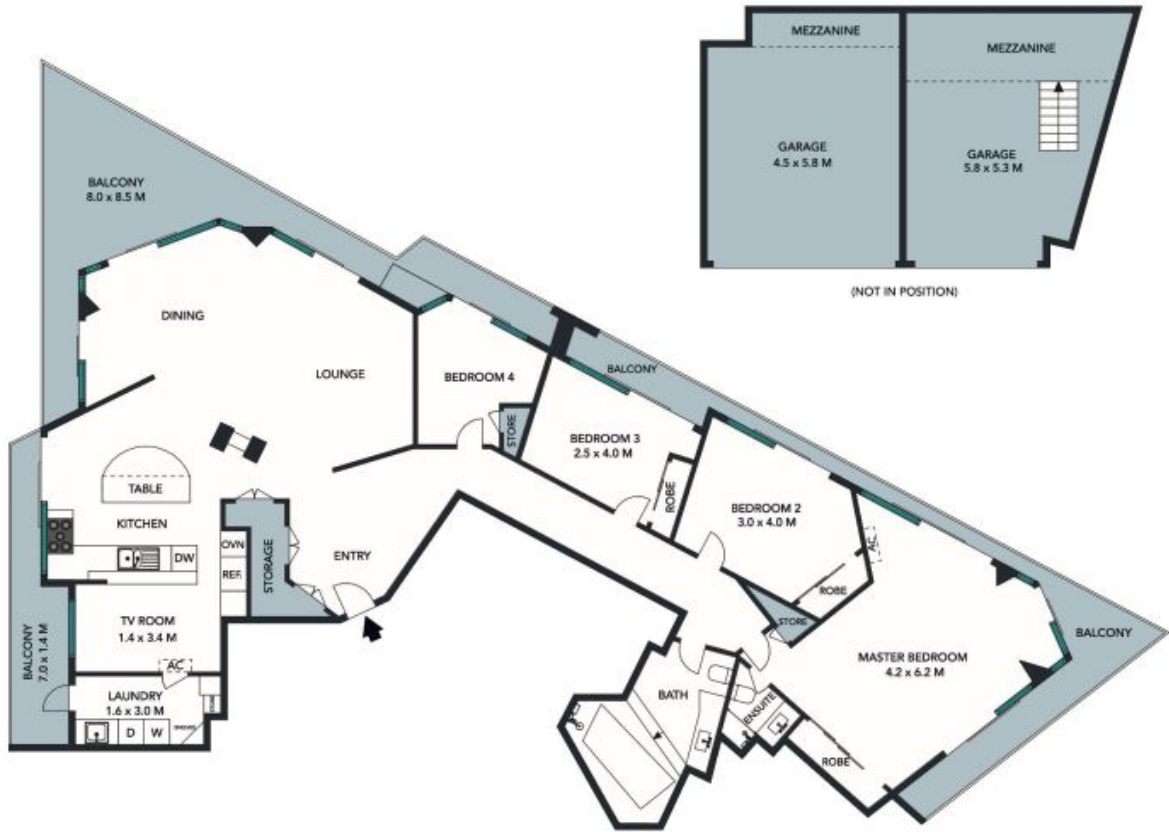 MEZZANINE
MEZZANINE
GARAGE
4.5 x 5.8 M
GARAGE
5.8 x 5.3 M
(NOT IN POSITION)
BALCONY
8.0 x 8.5 M
DINING
LOUNGE
BEDROOM 4
STORE
BALCONY
BEDROOM 3
2.5 x 4.0 M
ROBE
BEDROOM 2
3.0 x 4.0 M
AC
ROBE
TABLE
KITCHEN
DW
OVN
REF.
STORAGE
ENTRY
TV ROOM
1.4 x 3.4 M
AC
BALCONY
7.0 x 1.4 M
LAUNDRY
1.6 x 3.0 M
D
W
STORE
MASTER BEDROOM
4.2 x 6.2 M
BALCONY
BATH
ENSUITE
ROBE